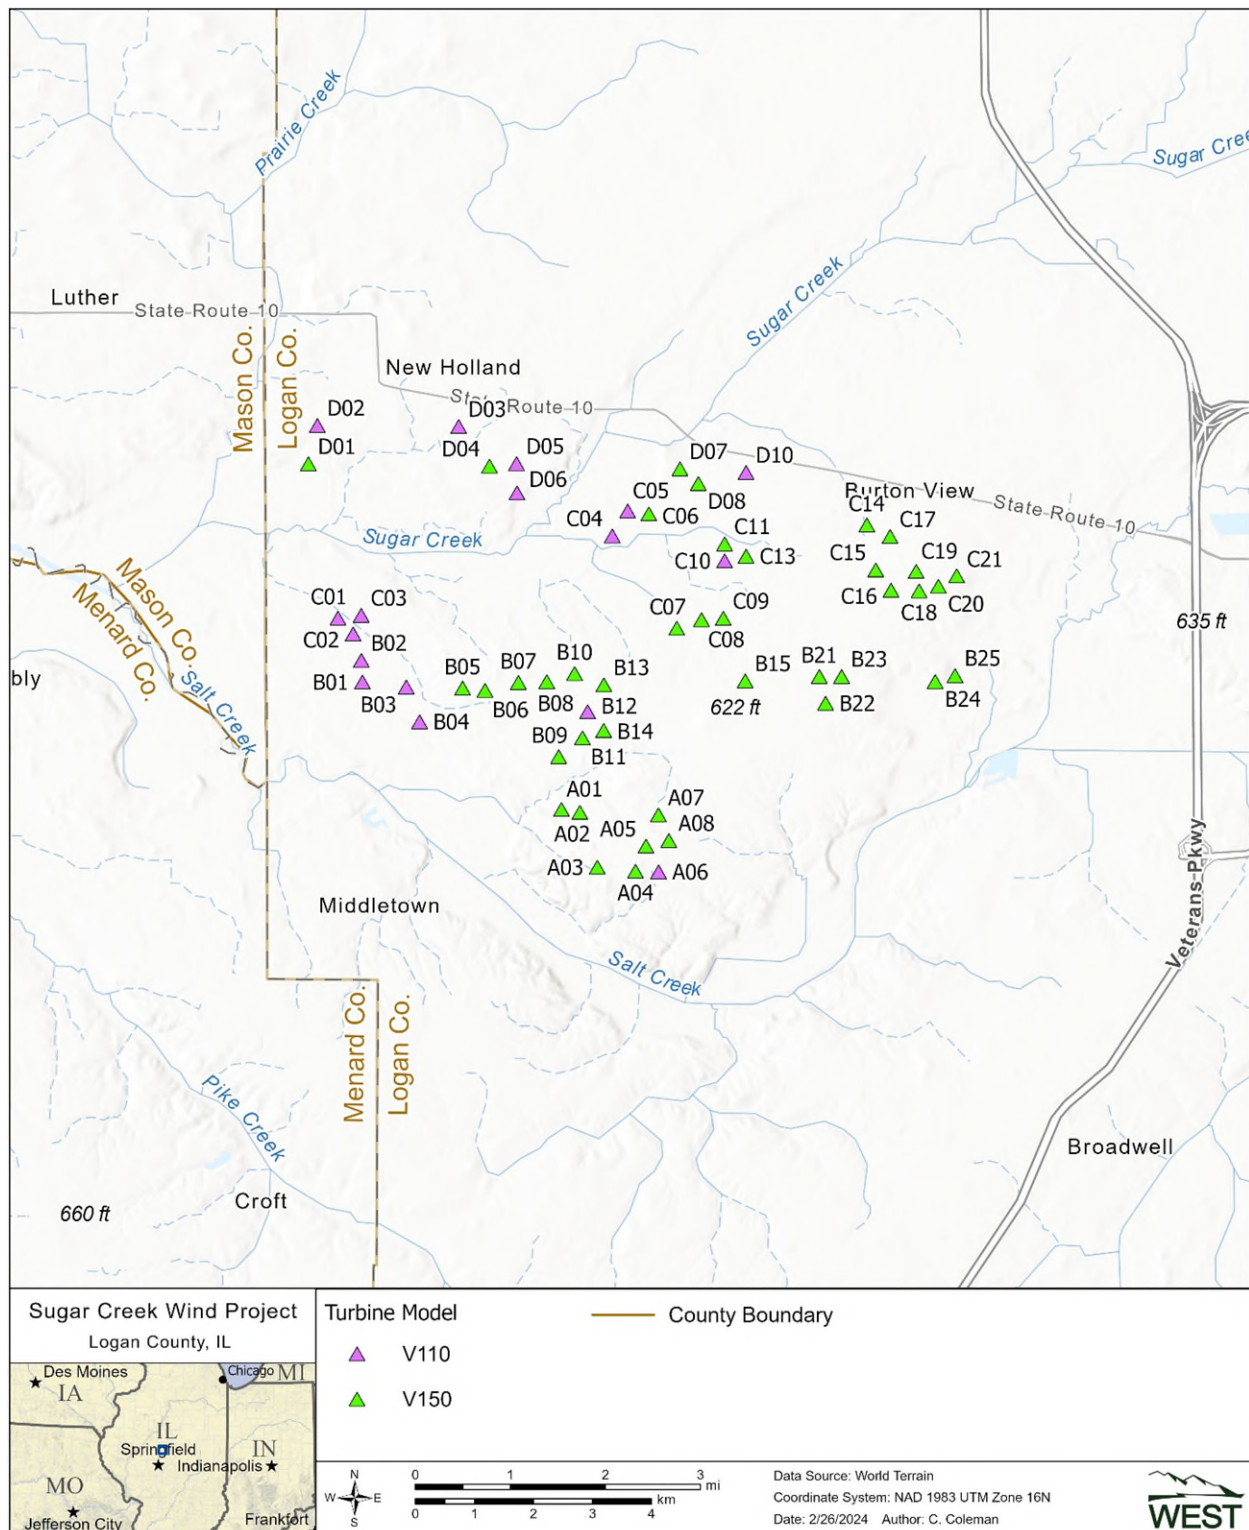 Prairie Creek
Sugar Cree
Luther
State Route 10
Sugar Creek
Mason Co.
Logan Co.
New Holland
State Route 10
D02
D03
D01
D04
D05
D06
D07
D10
D08
Burton View
State Route 10
C05
C06
C04
C14
C17
Sugar Creek
C11
C10
C13
C15
C19
C21
C16
C18
C20
Mason Co.
Menard Co.
C01
C03
C02
B02
C07
C09
C08
635 ft
bly
Salt Creek
B01
B03
B04
B05
B07
B06
B08
B10
B13
B12
B09
B14
B11
B15
622 ft
B21
B23
B22
B25
B24
A01
A02
A05
A07
A08
A03
A04
A06
Veterans Pkwy
Middletown
Salt Creek
Menard Co.
Logan Co.
Pike Creek
Broadwell
Croft
660 ft
Sugar Creek Wind Project
Logan County, IL
Des Moines
Chicago
MI
IA
IL
Springfield
IN
Indianapolis
MO
Jefferson City
Frankfort
Turbine Model
V110
V150
County Boundary
N
W E
S
0 1 2 3
mi
0 1 2 3 4
km
Data Source: World Terrain
Coordinate System: NAD 1983 UTM Zone 16N
Date: 2/26/2024 Author: C. Coleman
WEST